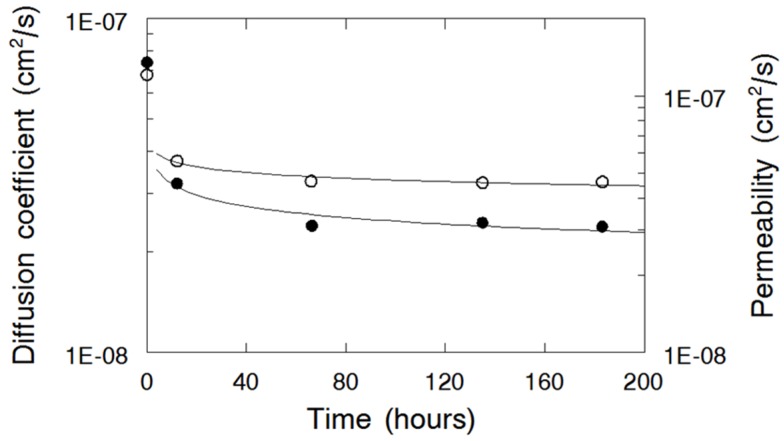 1E-07
1E-07
1E-08
1E-08
Diffusion coefficient (cm²/s)
Permeability (cm²/s)
0 40 80 120 160 200
Time (hours)